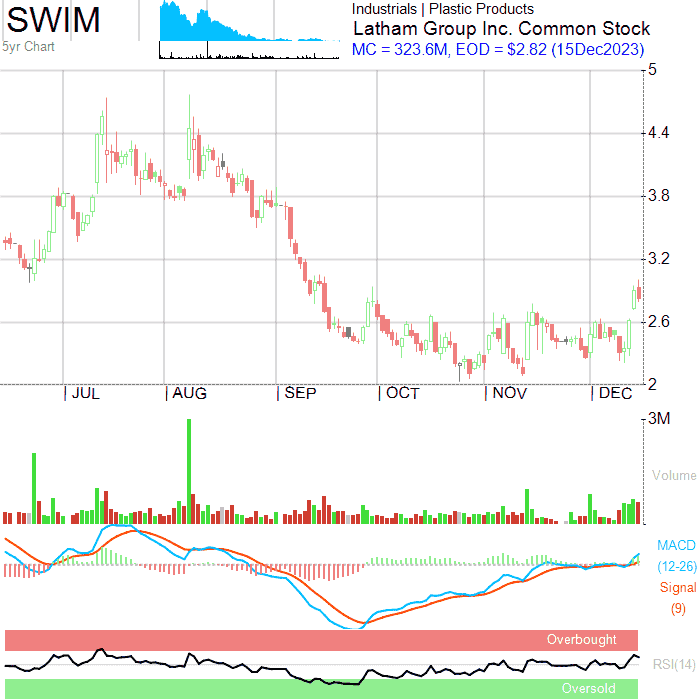 SWIM
5yr Chart
Industrials | Plastic Products
Latham Group Inc. Common Stock
MC = 323.6M, EOD = $2.82 (15Dec2023)
5
4.4
3.8
3.2
2.6
2
JUL AUG SEP OCT NOV DEC
3M
Volume
MACD
(12-26)
Signal
(9)
Overbought
RSI(14)
Oversold